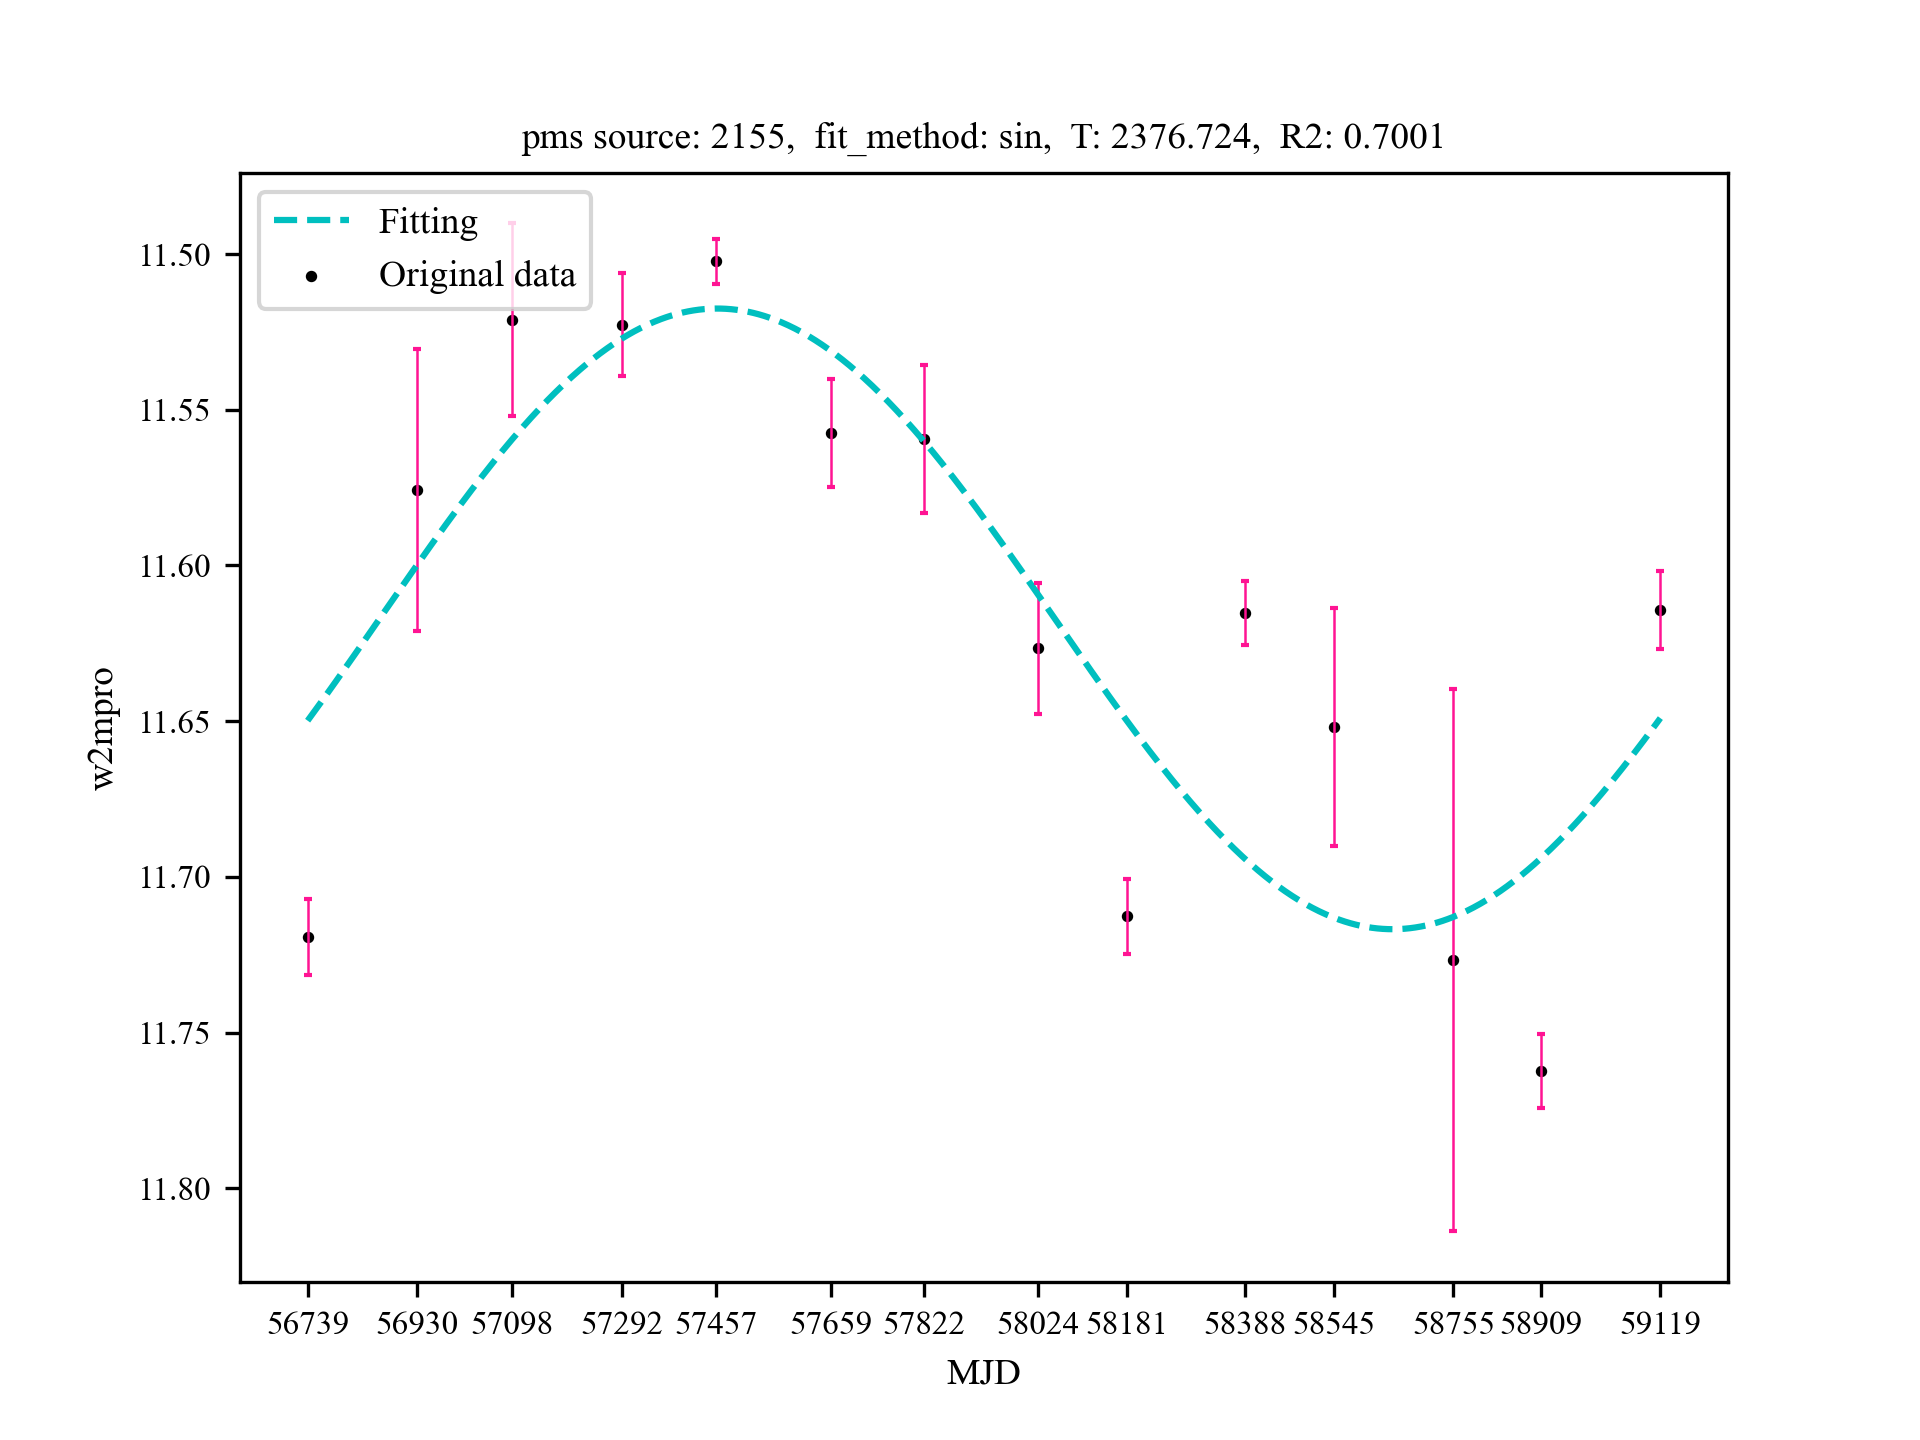 pms source: 2155,  fit_method: sin,  T: 2376.724,  R2: 0.7001
Fitting
Original data
11.50
11.55
11.60
11.65
11.70
11.75
11.80
w2mpro
56739 56930 57098 57292 57457 57659 57822 58024 58181 58388 58545 58755 58909 59119
MJD